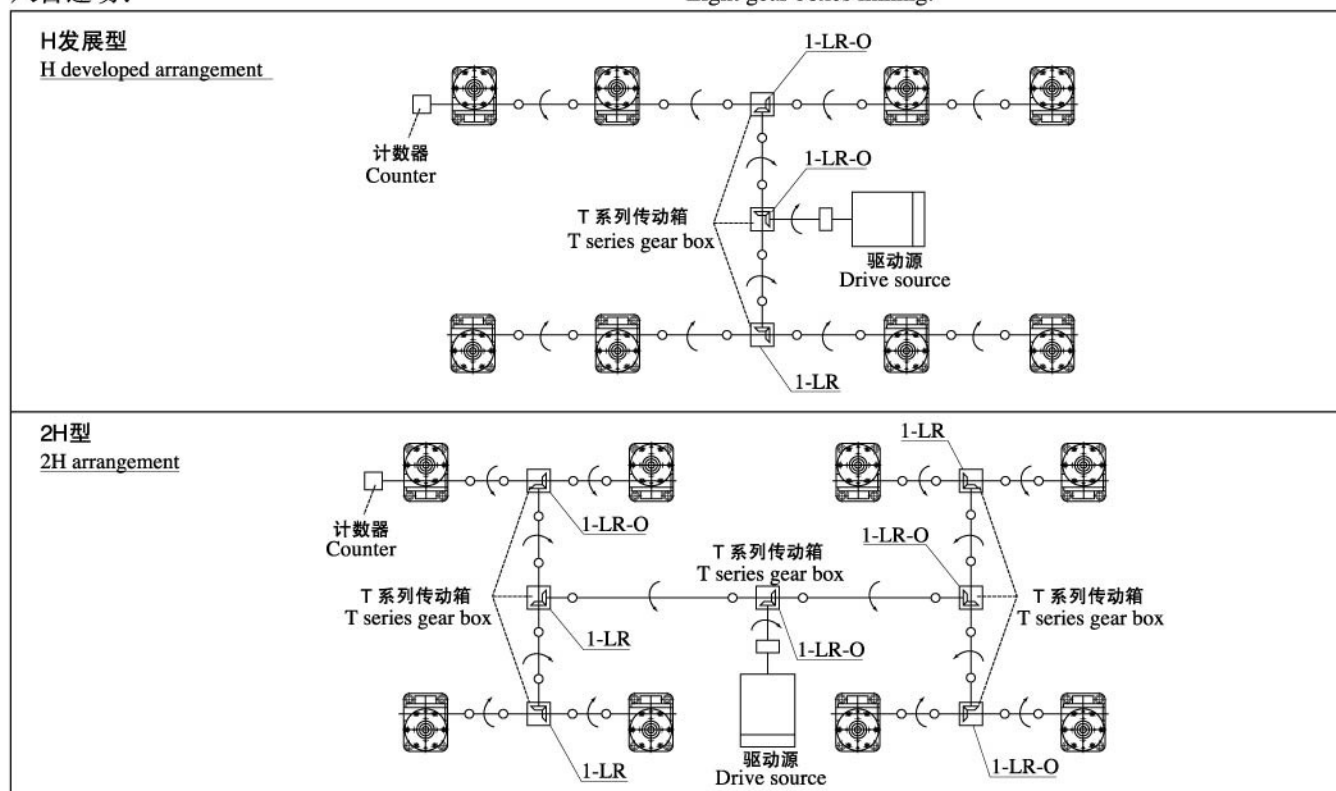 H发展型
H developed arrangement
1-LR-O
计数器
Counter
1-LR-O
T 系列传动箱
T series gear box
驱动源
Drive source
1-LR
2H型
2H arrangement
1-LR
计数器
Counter
1-LR-O
1-LR-O
T 系列传动箱
T series gear box
T 系列传动箱
T series gear box
T 系列传动箱
T series gear box
1-LR
1-LR-O
驱动源
Drive source
1-LR
1-LR-O